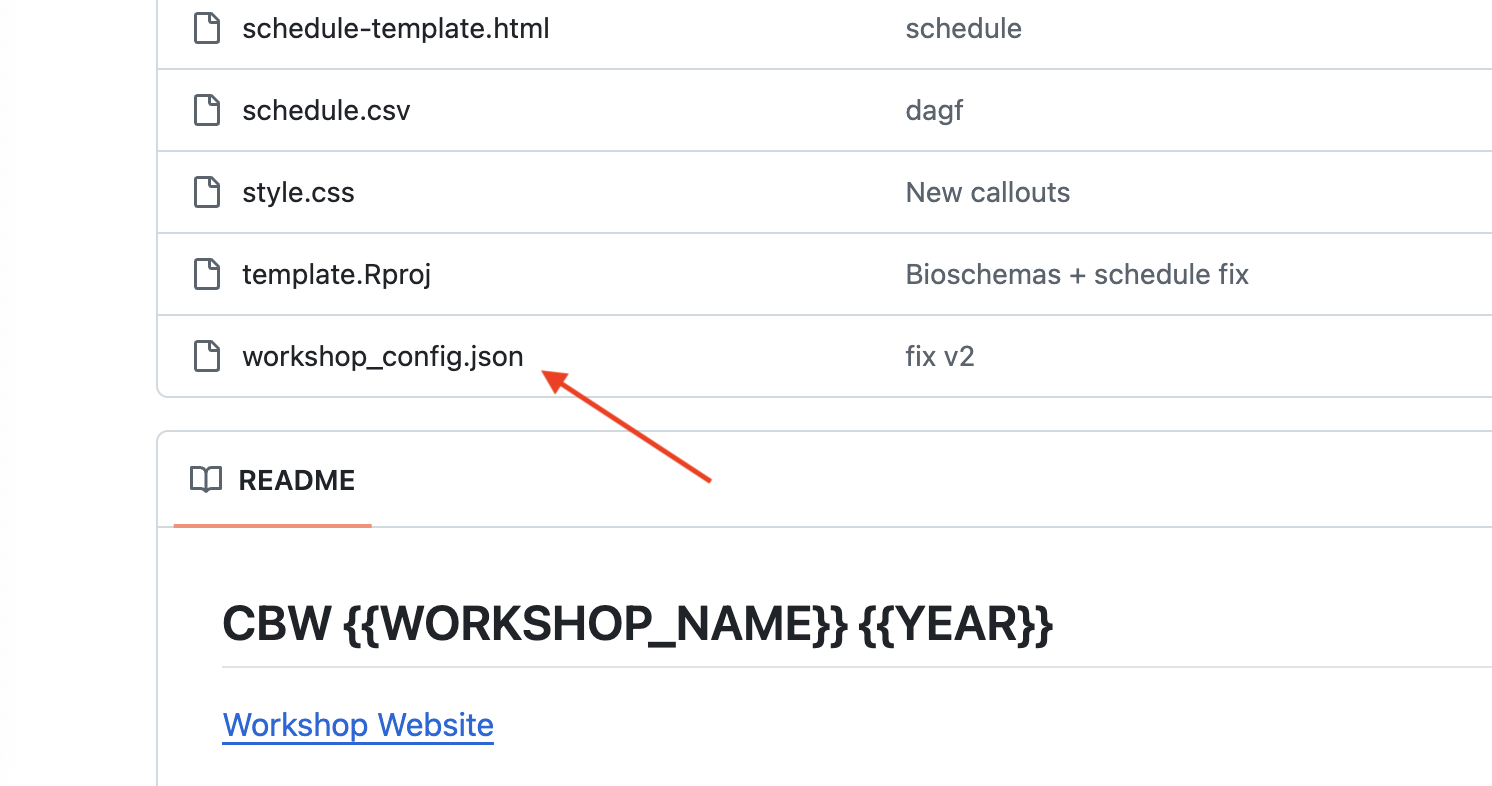 schedule-template.html schedule
schedule.csv dagf
style.css New callouts
template.Rproj Bioschemas + schedule fix
workshop_config.json fix v2
README
CBW {{WORKSHOP_NAME}} {{YEAR}}
Workshop Website